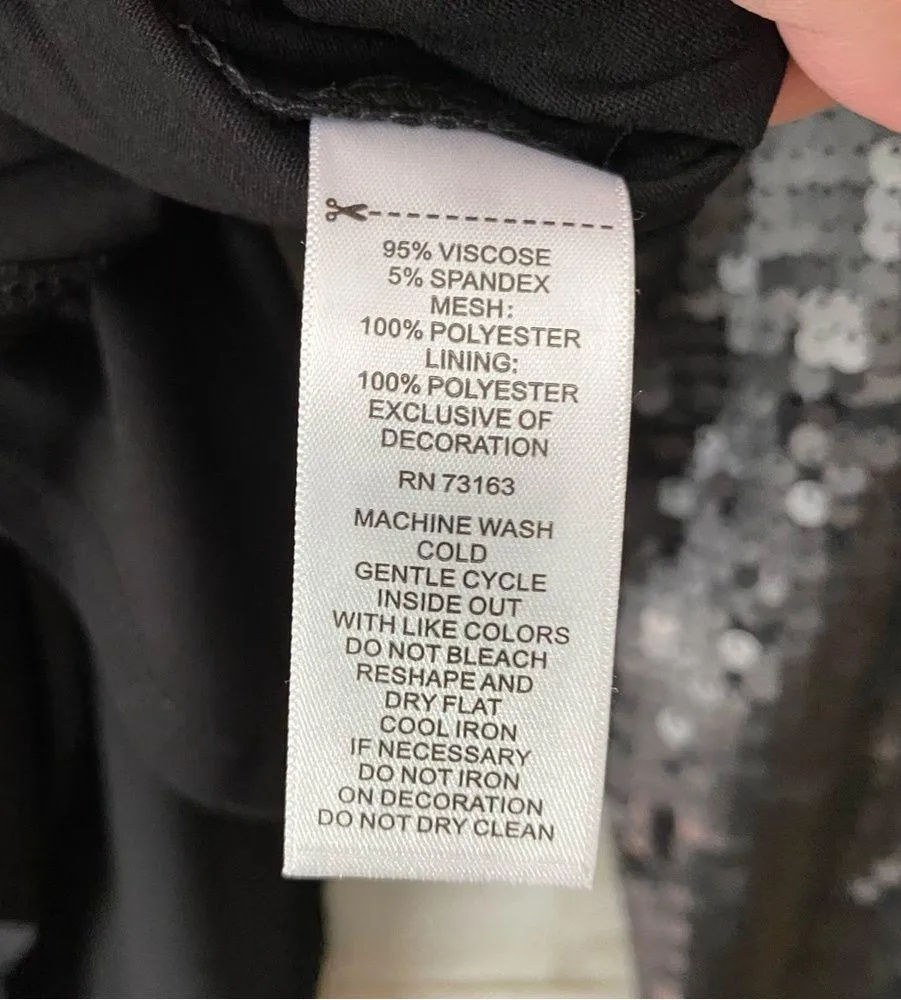 95% VISCOSE
5% SPANDEX
MESH:
100% POLYESTER
LINING:
100% POLYESTER
EXCLUSIVE OF
DECORATION
RN 73163
MACHINE WASH
COLD
GENTLE CYCLE
INSIDE OUT
WITH LIKE COLORS
DO NOT BLEACH
RESHAPE AND
DRY FLAT
COOL IRON
IF NECESSARY
DO NOT IRON
ON DECORATION
DO NOT DRY CLEAN